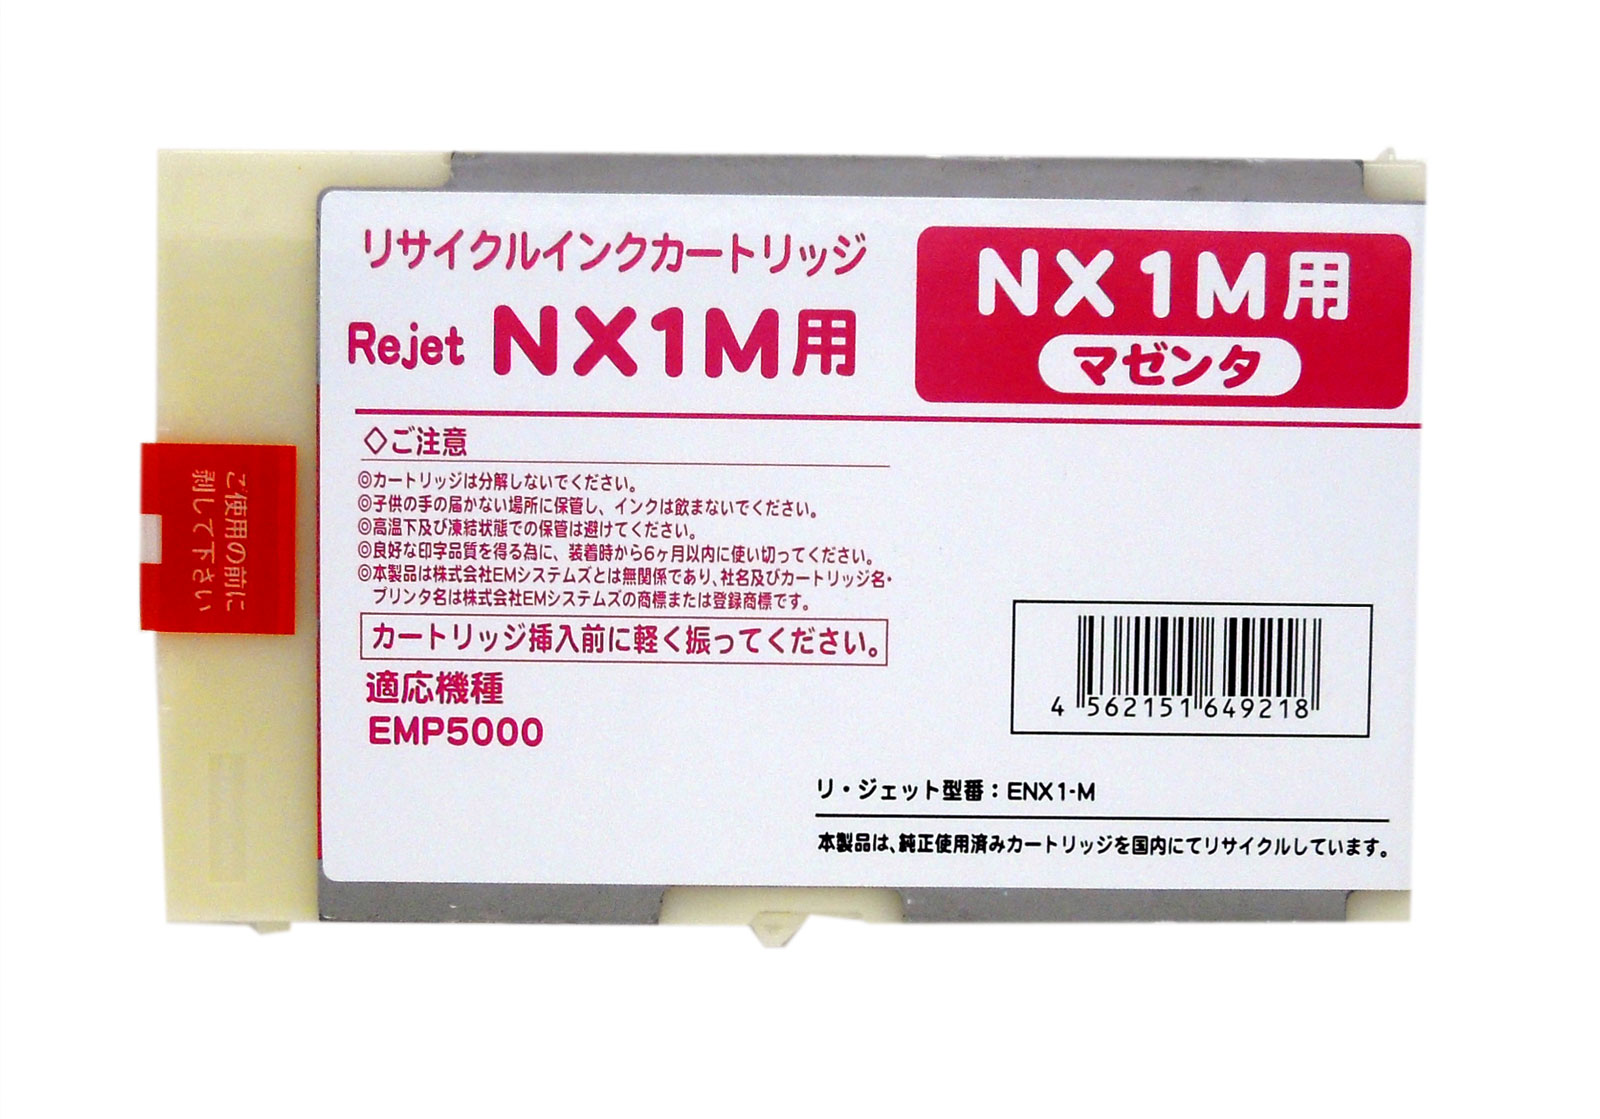 リサイクルインクカートリッジ
Rejet NX1M用
NX1M用
マゼンタ
◇ご注意
◎カートリッジは分解しないでください。
◎子供の手の届かない場所に保管し、インクは飲まないでください。
◎高温下及び凍結状態での保管は避けてください。
◎良好な印字品質を得る為に、装着時から6ヶ月以内に使い切ってください。
◎本製品は株式会社EMシステムズとは無関係であり、社名及びカートリッジ名・
プリンタ名は株式会社EMシステムズの商標または登録商標です。
カートリッジ挿入前に軽く振ってください。
適応機種
EMP5000
4 562151 649218
リ・ジェット型番：ENX1-M
本製品は、純正使用済みカートリッジを国内にてリサイクルしています。
ご使用の前に
剥して下さい